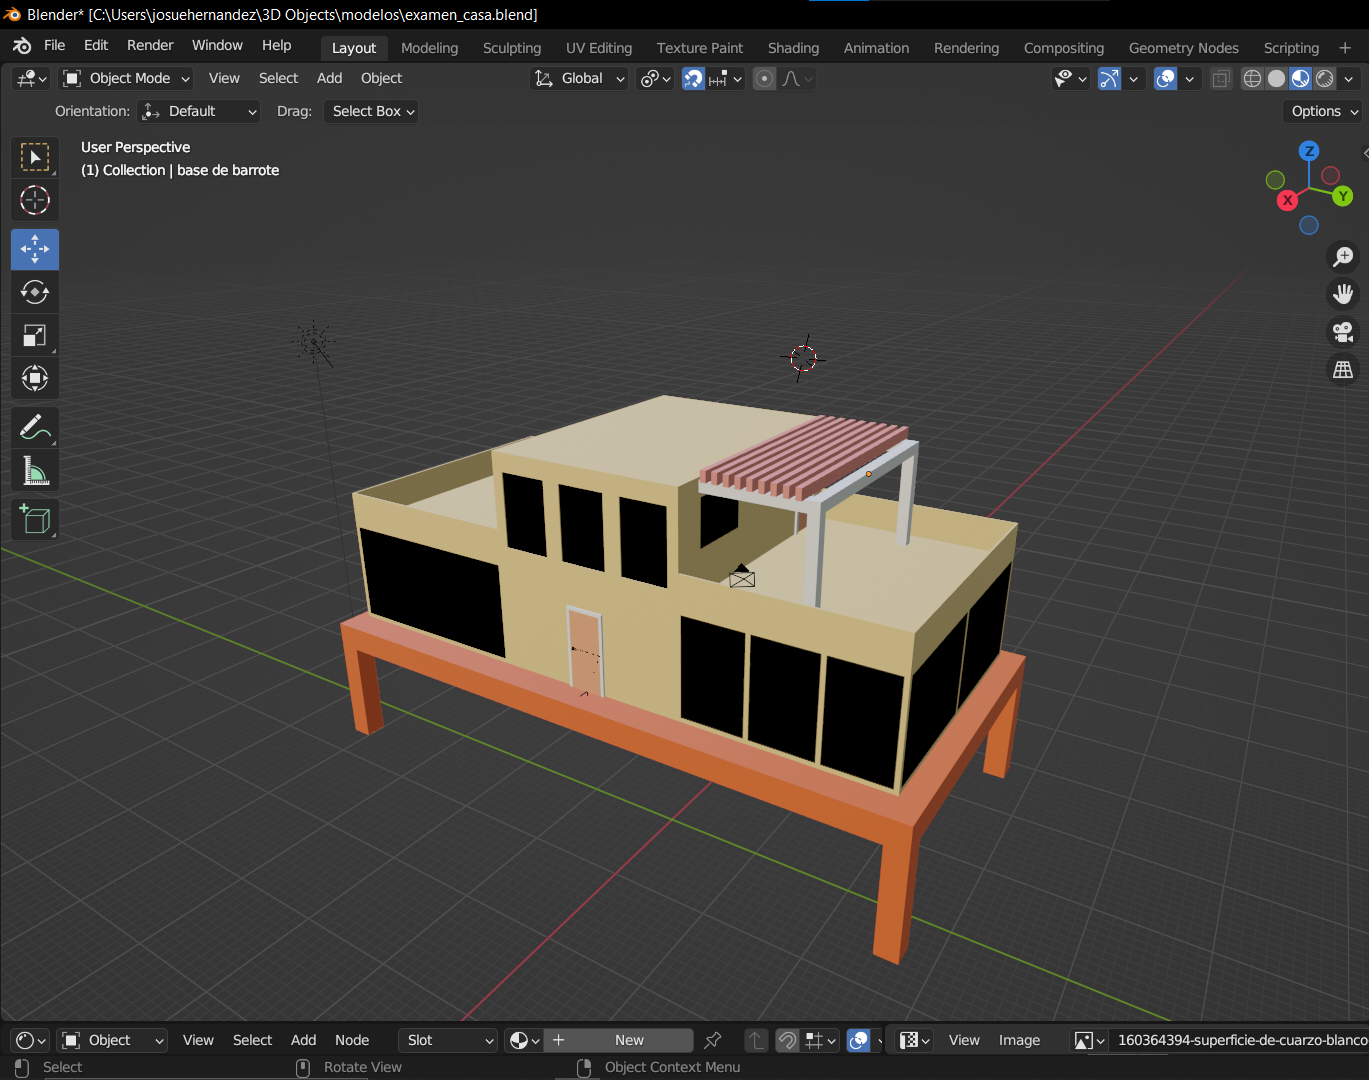 Blender* [C:\Users\josuehernandez\3D Objects\modelos\examen_casa.blend]
File Edit Render Window Help Layout Modeling Sculpting UV Editing Texture Paint Shading Animation Rendering Compositing Geometry Nodes Scripting +
Object Mode View Select Add Object Global
Orientation: Default Drag: Select Box Options
User Perspective
(1) Collection | base de barrote
Z
X Y
Object View Select Add Node Slot + New View Image 160364394-superficie-de-cuarzo-blanco
Select Rotate View Object Context Menu